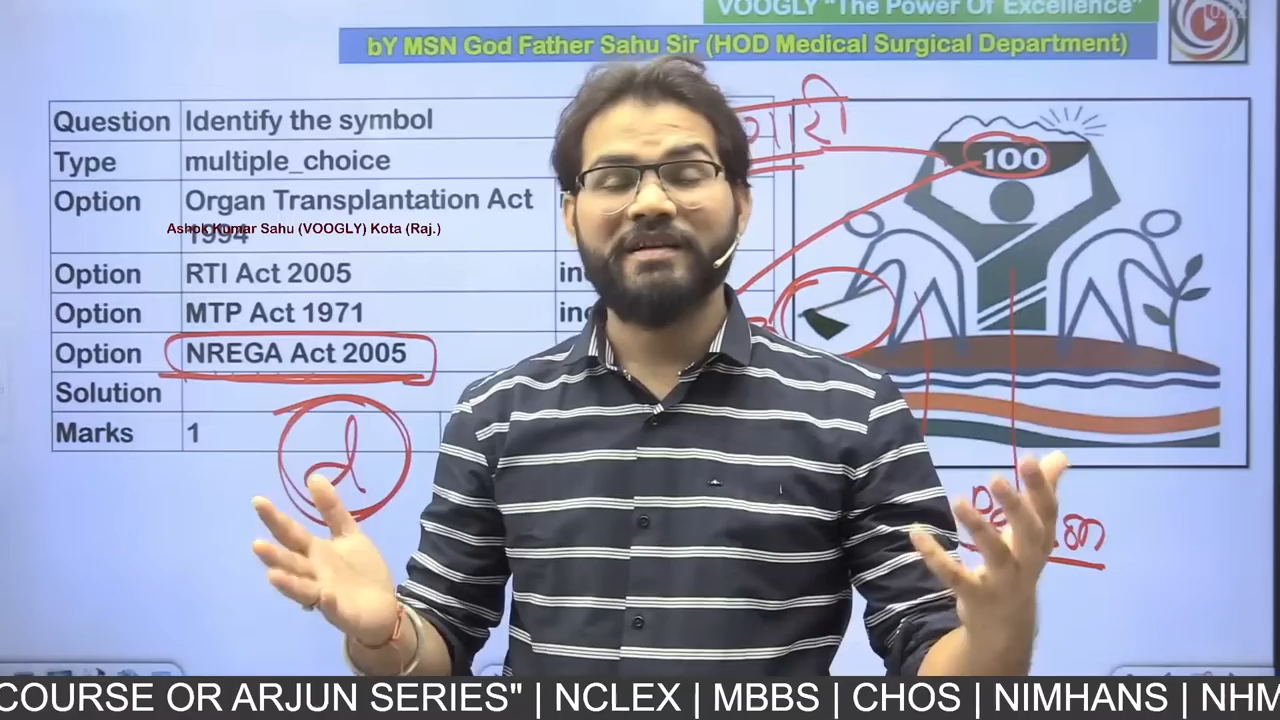 VOOGLY "The Power Of Excellence"
bY MSN God Father Sahu Sir (HOD Medical Surgical Department)
Question Identify the symbol
Type multiple_choice
Option Organ Transplantation Act
1994
Ashok Kumar Sahu (VOOGLY) Kota (Raj.)
Option RTI Act 2005
Option MTP Act 1971
Option NREGA Act 2005
Solution
Marks 1
d
100
COURSE OR ARJUN SERIES" | NCLEX | MBBS | CHOS | NIMHANS | NHM